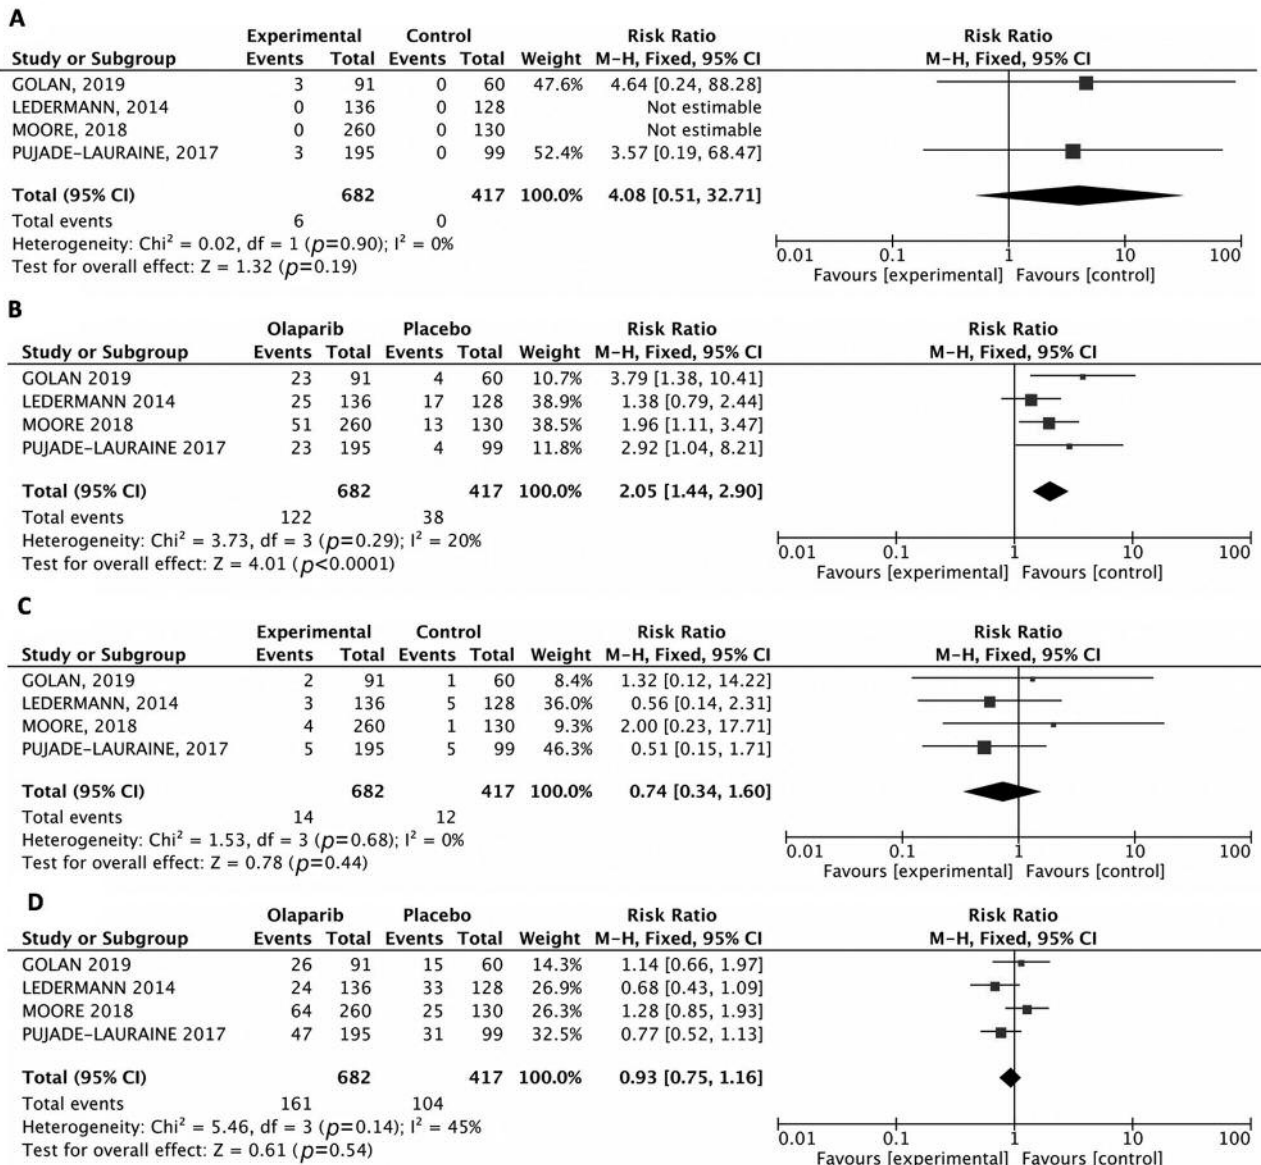 A
Experimental Control Risk Ratio Risk Ratio
Study or Subgroup Events Total Events Total Weight M-H, Fixed, 95% CI M-H, Fixed, 95% CI
GOLAN, 2019 3 91 0 60 47.6% 4.64 [0.24, 88.28]
LEDERMANN, 2014 0 136 0 128 Not estimable
MOORE, 2018 0 260 0 130 Not estimable
PUJADE-LAURAINE, 2017 3 195 0 99 52.4% 3.57 [0.19, 68.47]
Total (95% CI) 682 417 100.0% 4.08 [0.51, 32.71]
Total events 6 0
Heterogeneity: Chi² = 0.02, df = 1 (p=0.90); I² = 0%
Test for overall effect: Z = 1.32 (p=0.19)
0.01 0.1 1 10 100
Favours [experimental] Favours [control]
B
Olaparib Placebo Risk Ratio Risk Ratio
Study or Subgroup Events Total Events Total Weight M-H, Fixed, 95% CI M-H, Fixed, 95% CI
GOLAN 2019 23 91 4 60 10.7% 3.79 [1.38, 10.41]
LEDERMANN 2014 25 136 17 128 38.9% 1.38 [0.79, 2.44]
MOORE 2018 51 260 13 130 38.5% 1.96 [1.11, 3.47]
PUJADE-LAURAINE 2017 23 195 4 99 11.8% 2.92 [1.04, 8.21]
Total (95% CI) 682 417 100.0% 2.05 [1.44, 2.90]
Total events 122 38
Heterogeneity: Chi² = 3.73, df = 3 (p=0.29); I² = 20%
Test for overall effect: Z = 4.01 (p<0.0001)
0.01 0.1 1 10 100
Favours [experimental] Favours [control]
C
Experimental Control Risk Ratio Risk Ratio
Study or Subgroup Events Total Events Total Weight M-H, Fixed, 95% CI M-H, Fixed, 95% CI
GOLAN, 2019 2 91 1 60 8.4% 1.32 [0.12, 14.22]
LEDERMANN, 2014 3 136 5 128 36.0% 0.56 [0.14, 2.31]
MOORE, 2018 4 260 1 130 9.3% 2.00 [0.23, 17.71]
PUJADE-LAURAINE, 2017 5 195 5 99 46.3% 0.51 [0.15, 1.71]
Total (95% CI) 682 417 100.0% 0.74 [0.34, 1.60]
Total events 14 12
Heterogeneity: Chi² = 1.53, df = 3 (p=0.68); I² = 0%
Test for overall effect: Z = 0.78 (p=0.44)
0.01 0.1 1 10 100
Favours [experimental] Favours [control]
D
Olaparib Placebo Risk Ratio Risk Ratio
Study or Subgroup Events Total Events Total Weight M-H, Fixed, 95% CI M-H, Fixed, 95% CI
GOLAN 2019 26 91 15 60 14.3% 1.14 [0.66, 1.97]
LEDERMANN 2014 24 136 33 128 26.9% 0.68 [0.43, 1.09]
MOORE 2018 64 260 25 130 26.3% 1.28 [0.85, 1.93]
PUJADE-LAURAINE 2017 47 195 31 99 32.5% 0.77 [0.52, 1.13]
Total (95% CI) 682 417 100.0% 0.93 [0.75, 1.16]
Total events 161 104
Heterogeneity: Chi² = 5.46, df = 3 (p=0.14); I² = 45%
Test for overall effect: Z = 0.61 (p=0.54)
0.01 0.1 1 10 100
Favours [experimental] Favours [control]